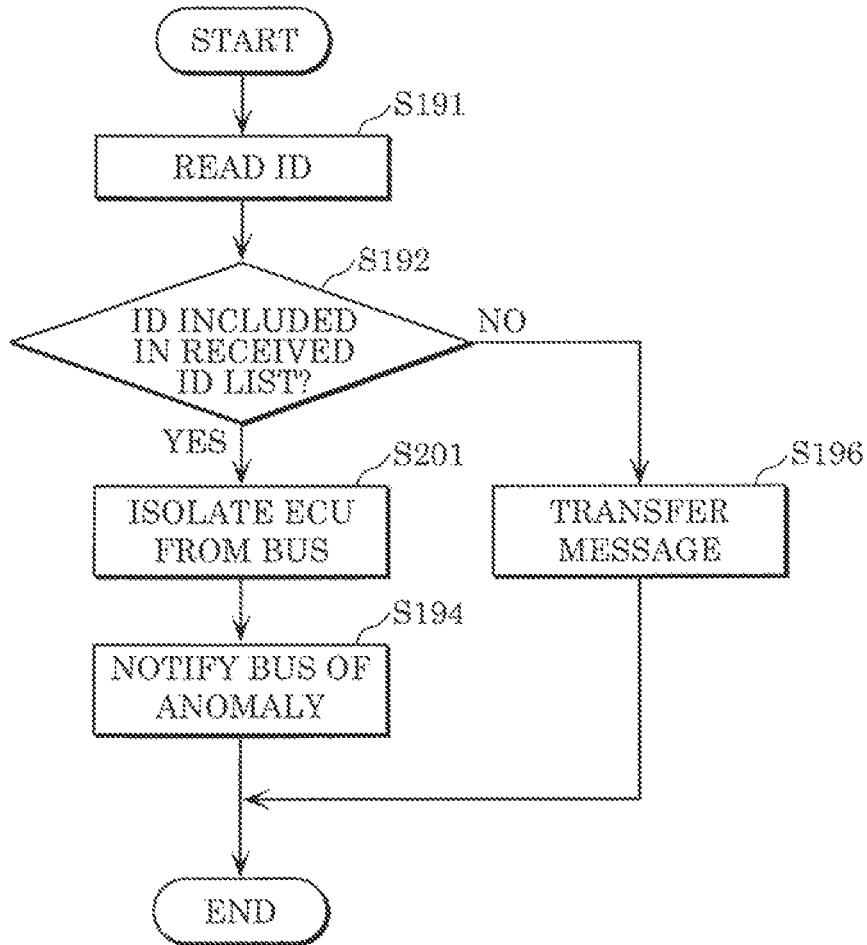 START
S191
READ ID
S192
ID INCLUDED
IN RECEIVED
ID LIST?
NO
YES
S201
ISOLATE ECU
FROM BUS
S196
TRANSFER
MESSAGE
S194
NOTIFY BUS OF
ANOMALY
END